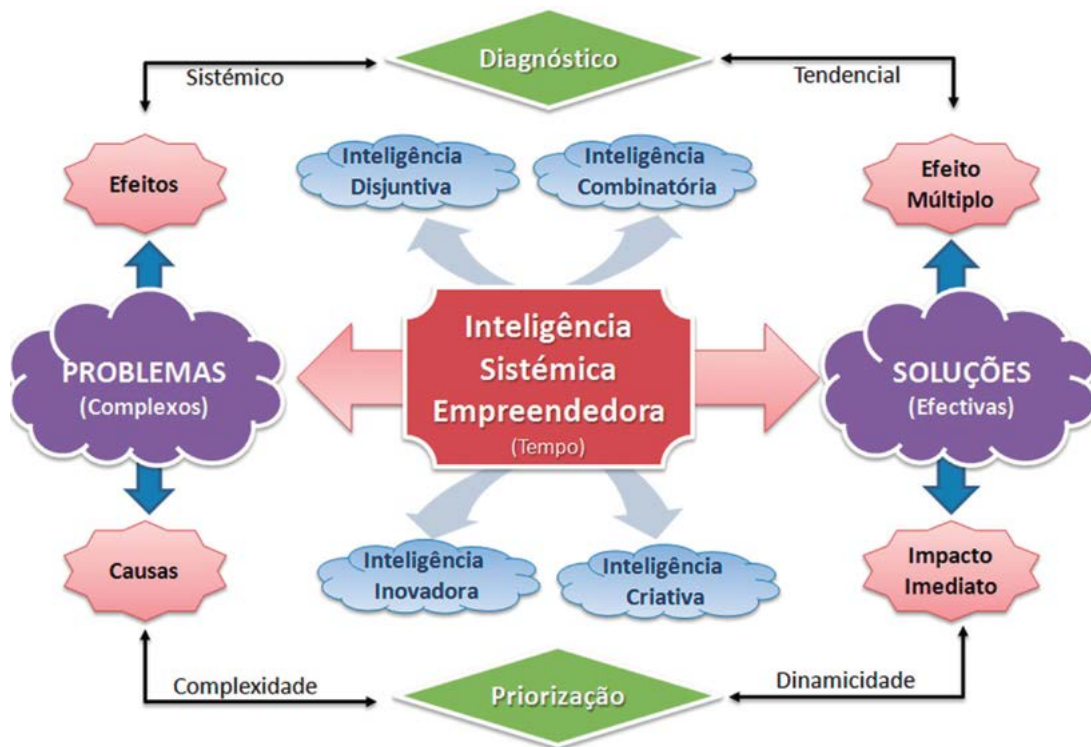 Diagnóstico
Sistémico
Tendencial
Efeitos
Inteligência
Disjuntiva
Inteligência
Combinatória
Efeito
Múltiplo
PROBLEMAS
(Complexos)
Inteligência
Sistémica
Empreendedora
(Tempo)
SOLUÇÕES
(Efectivas)
Causas
Inteligência
Inovadora
Inteligência
Criativa
Impacto
Imediato
Complexidade
Dinamicidade
Priorização